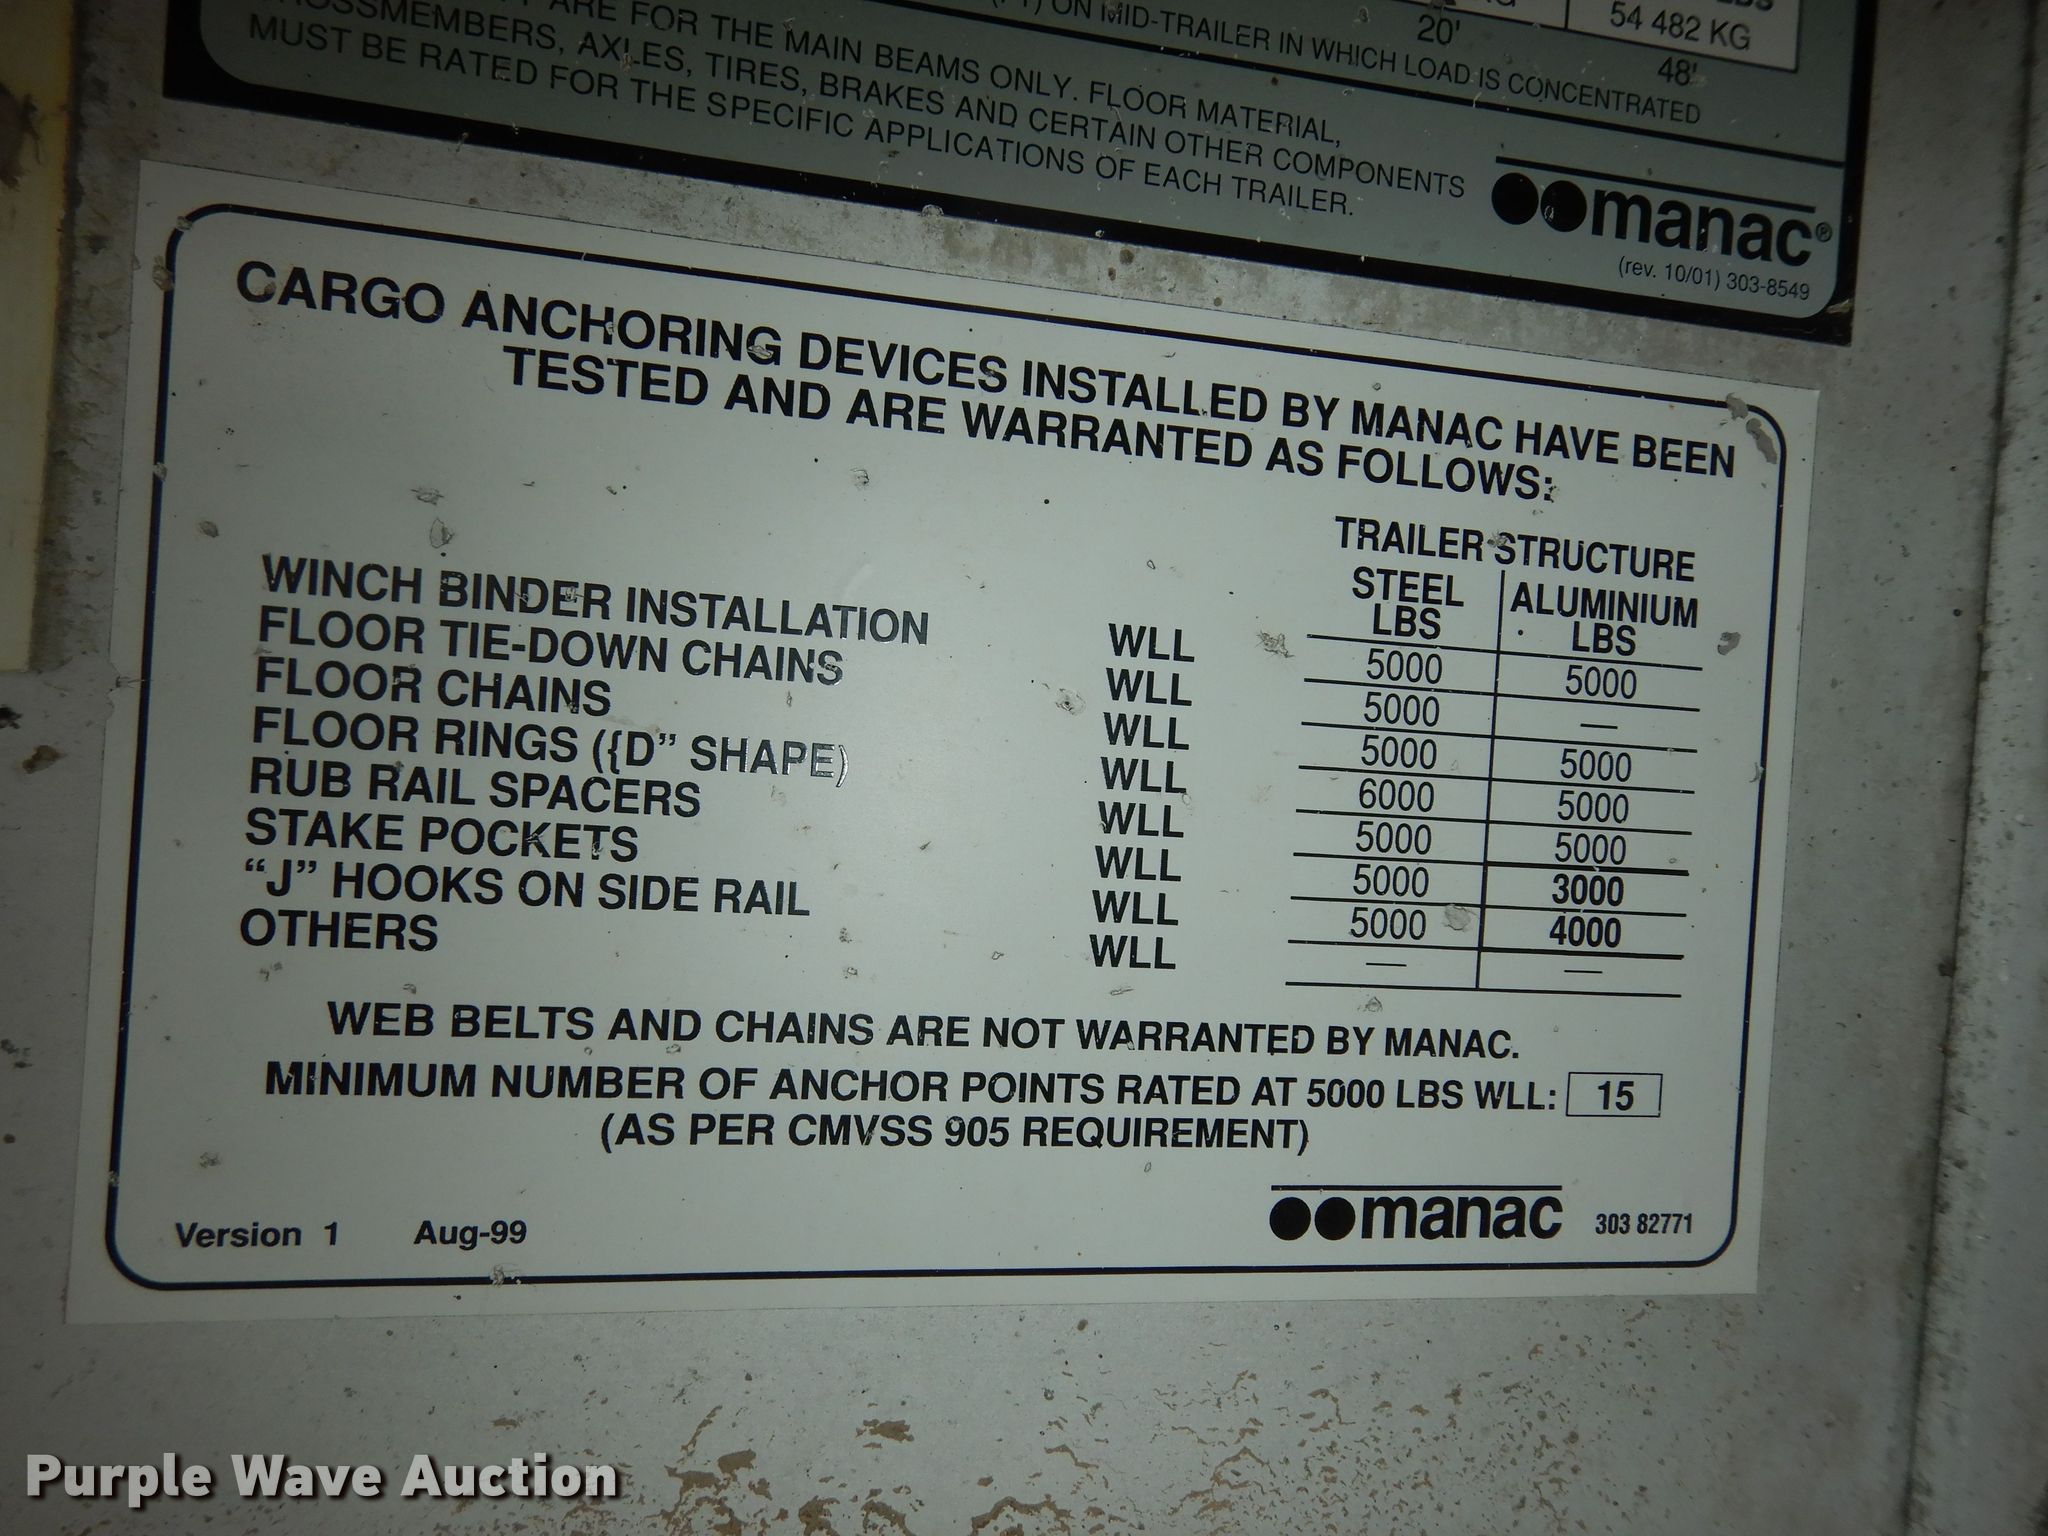 54 482 KG
20'
48'
ARE FOR THE MAIN BEAMS ONLY. FLOOR MATERIAL,
ON MID-TRAILER IN WHICH LOAD IS CONCENTRATED
AXLES, TIRES, BRAKES AND CERTAIN OTHER COMPONENTS
MUST BE RATED FOR THE SPECIFIC APPLICATIONS OF EACH TRAILER.
manac®
(rev. 10/01) 303-8549
CARGO ANCHORING DEVICES INSTALLED BY MANAC HAVE BEEN
TESTED AND ARE WARRANTED AS FOLLOWS:
TRAILER STRUCTURE
STEEL ALUMINIUM
LBS LBS
WINCH BINDER INSTALLATION WLL 5000 5000
FLOOR TIE-DOWN CHAINS WLL 5000 —
FLOOR CHAINS WLL 5000 5000
FLOOR RINGS ({D” SHAPE) WLL 6000 5000
RUB RAIL SPACERS WLL 5000 5000
STAKE POCKETS WLL 5000 3000
“J” HOOKS ON SIDE RAIL WLL 5000 4000
OTHERS WLL — —
WEB BELTS AND CHAINS ARE NOT WARRANTED BY MANAC.
MINIMUM NUMBER OF ANCHOR POINTS RATED AT 5000 LBS WLL: 15
(AS PER CMVSS 905 REQUIREMENT)
manac 303 82771
Version 1 Aug-99
Purple Wave Auction